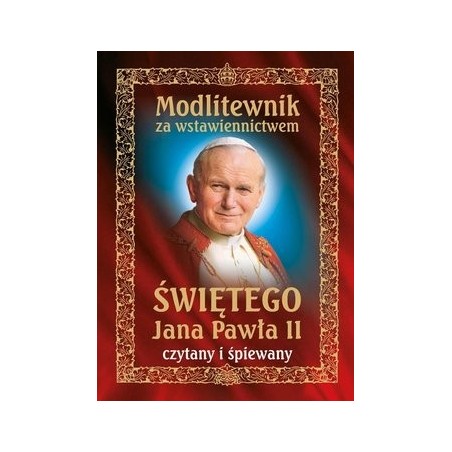 Modlitewnik
za wstawiennictwem
ŚWIĘTEGO
Jana Pawła II
czytany i śpiewany